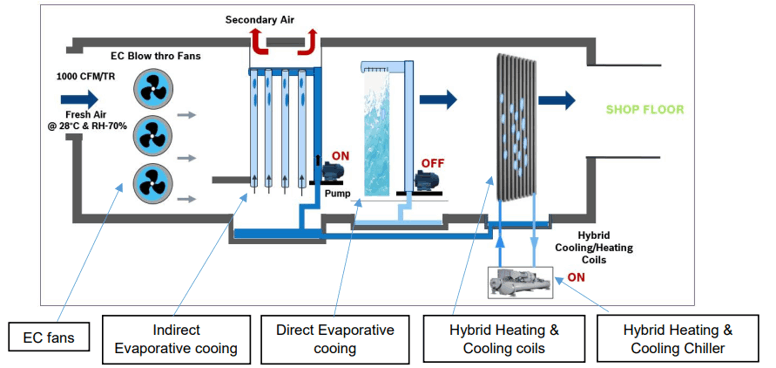 Secondary Air
EC Blow thro Fans
1000 CFM/TR
Fresh Air
@ 28°C & RH-70%
ON
Pump
OFF
SHOP FLOOR
Hybrid
Cooling/Heating
Coils
ON
EC fans
Indirect
Evaporative cooing
Direct Evaporative
cooing
Hybrid Heating &
Cooling coils
Hybrid Heating &
Cooling Chiller